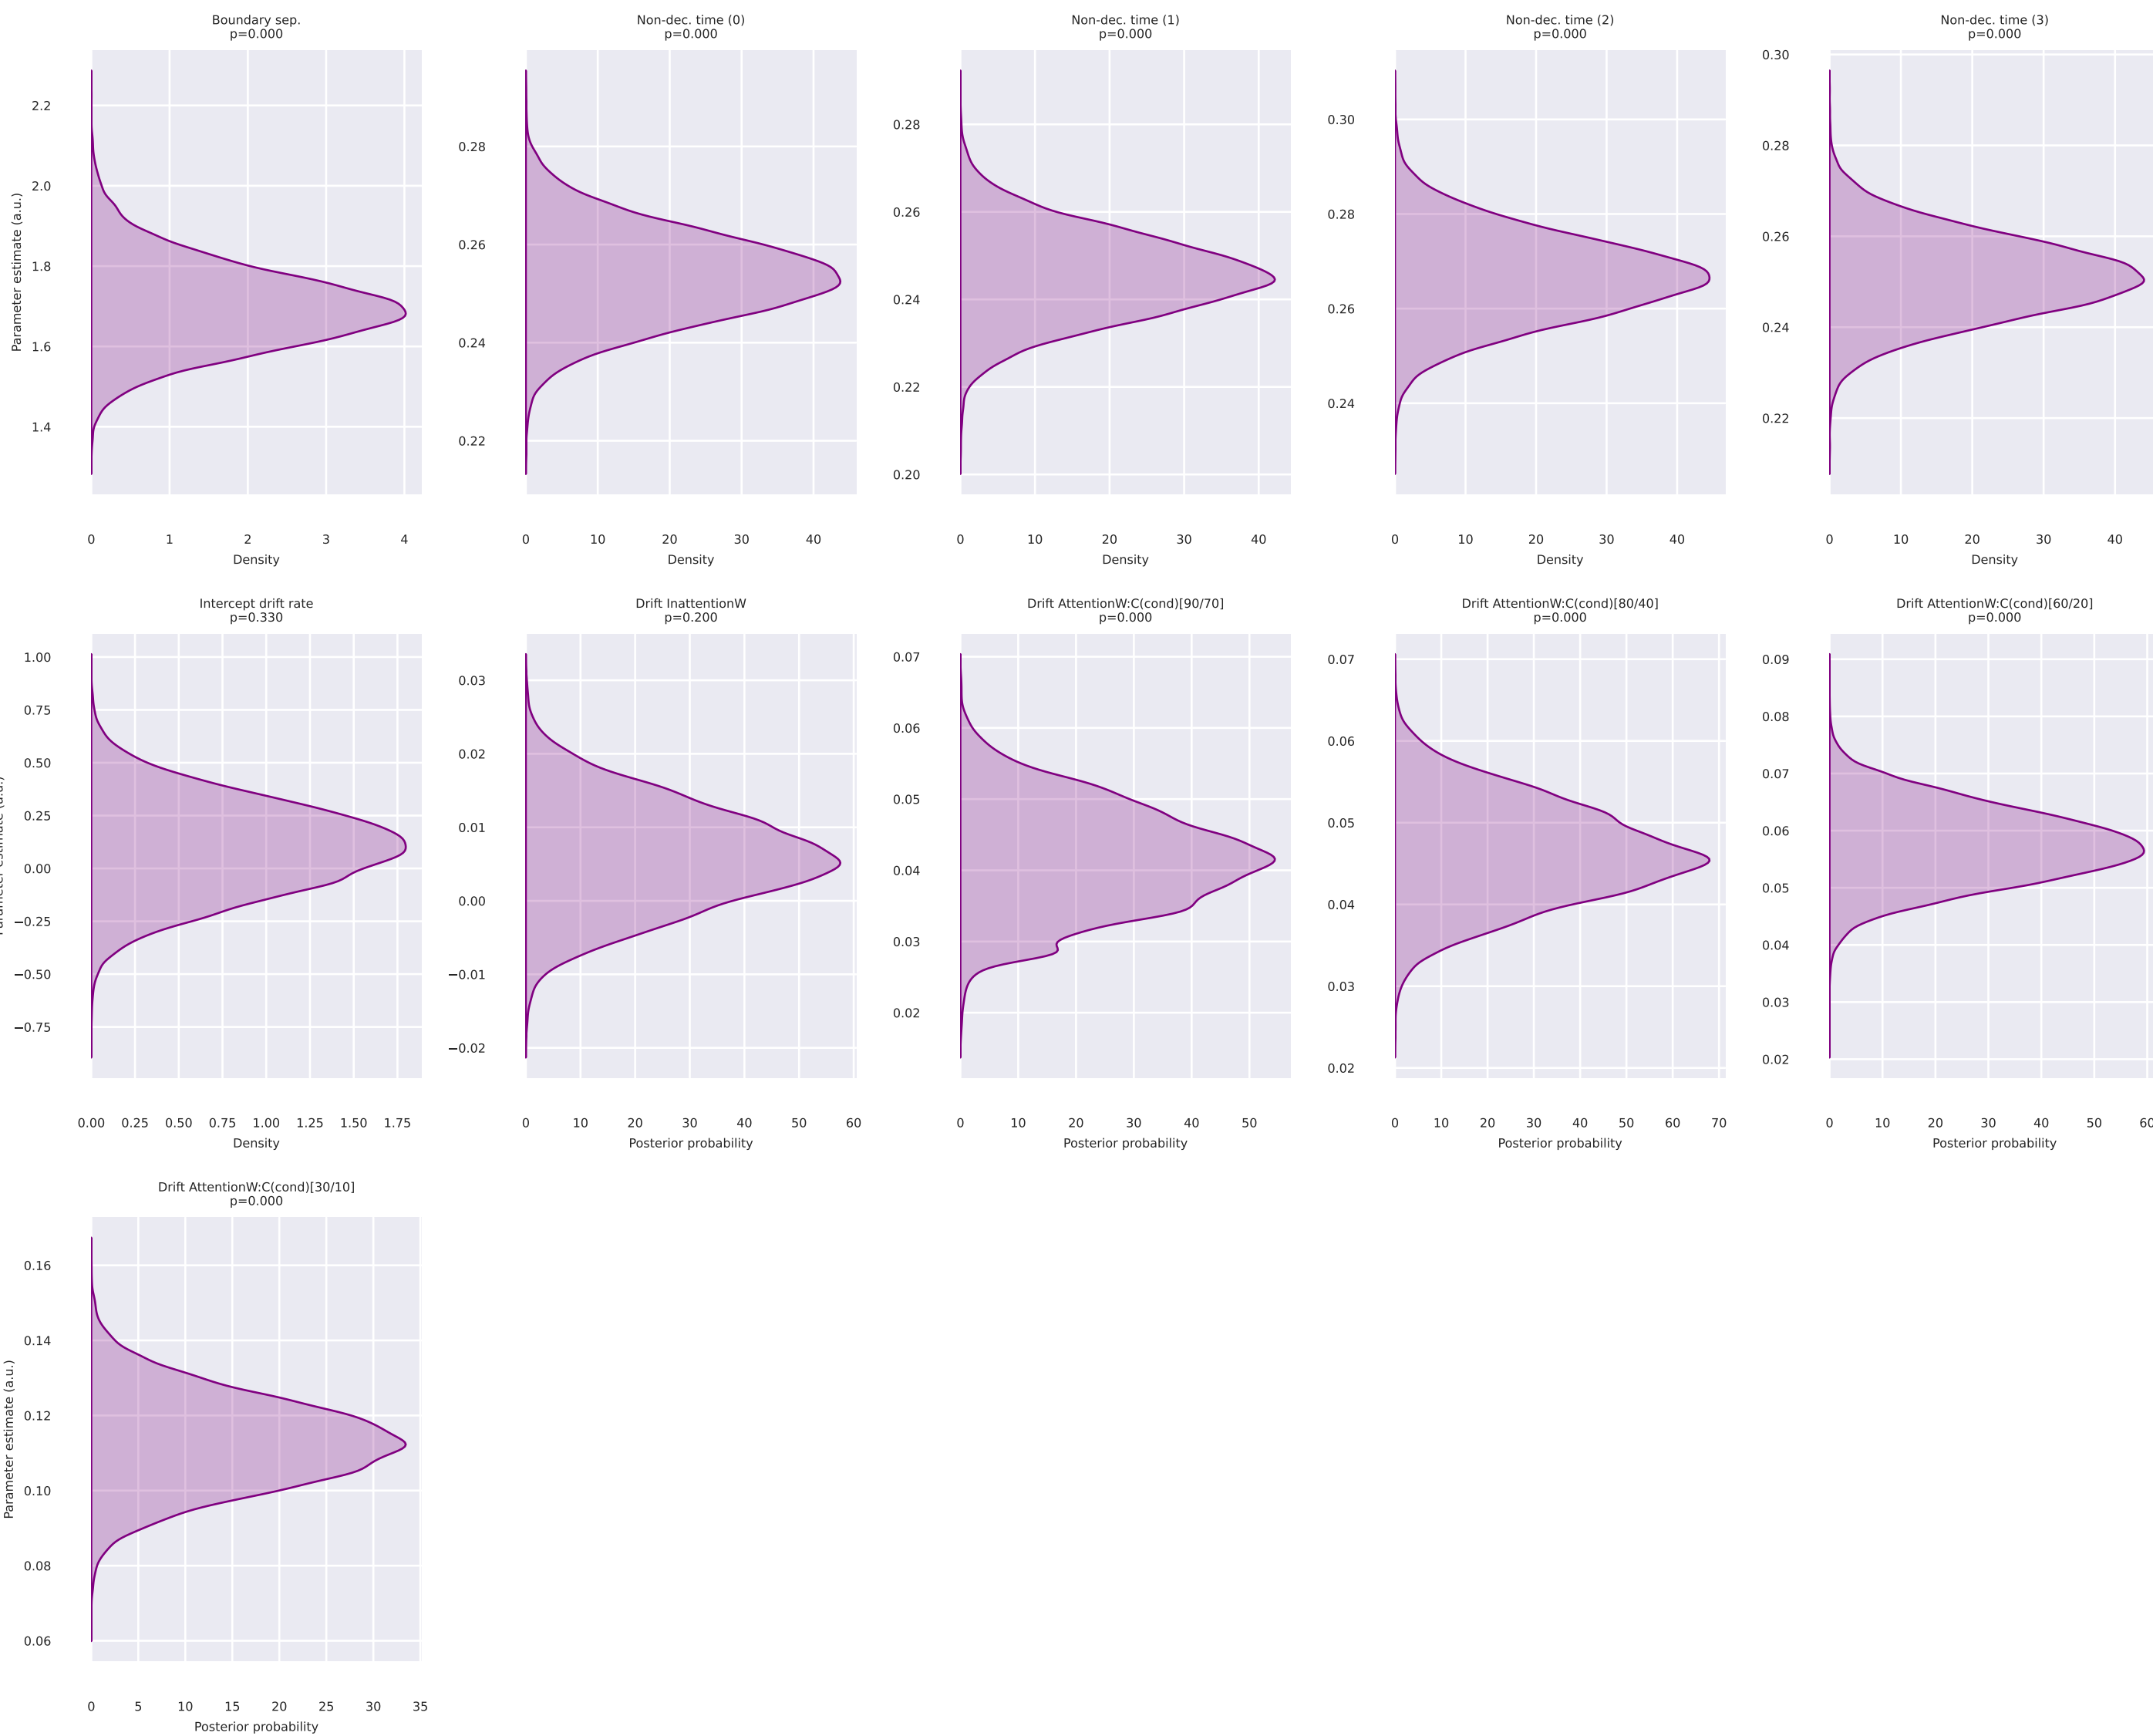 Boundary sep.
p=0.000
Non-dec. time (0)
p=0.000
Non-dec. time (1)
p=0.000
Non-dec. time (2)
p=0.000
Non-dec. time (3)
p=0.000
Parameter estimate (a.u.)
2.2
2.0
1.8
1.6
1.4
0 1 2 3 4
Density
0.28
0.26
0.24
0.22
0 10 20 30 40
Density
0.28
0.26
0.24
0.22
0.20
0 10 20 30 40
Density
0.30
0.28
0.26
0.24
0 10 20 30 40
Density
0.30
0.28
0.26
0.24
0.22
0 10 20 30 40
Density
Intercept drift rate
p=0.330
Drift InattentionW
p=0.200
Drift AttentionW:C(cond)[90/70]
p=0.000
Drift AttentionW:C(cond)[80/40]
p=0.000
Drift AttentionW:C(cond)[60/20]
p=0.000
Parameter estimate (a.u.)
1.00
0.75
0.50
0.25
0.00
−0.25
−0.50
−0.75
0.00 0.25 0.50 0.75 1.00 1.25 1.50 1.75
Density
0.03
0.02
0.01
0.00
−0.01
−0.02
0 10 20 30 40 50 60
Posterior probability
0.07
0.06
0.05
0.04
0.03
0.02
0 10 20 30 40 50
Posterior probability
0.07
0.06
0.05
0.04
0.03
0.02
0 10 20 30 40 50 60 70
Posterior probability
0.09
0.08
0.07
0.06
0.05
0.04
0.03
0.02
0 10 20 30 40 50 60
Posterior probability
Drift AttentionW:C(cond)[30/10]
p=0.000
Parameter estimate (a.u.)
0.16
0.14
0.12
0.10
0.08
0.06
0 5 10 15 20 25 30 35
Posterior probability